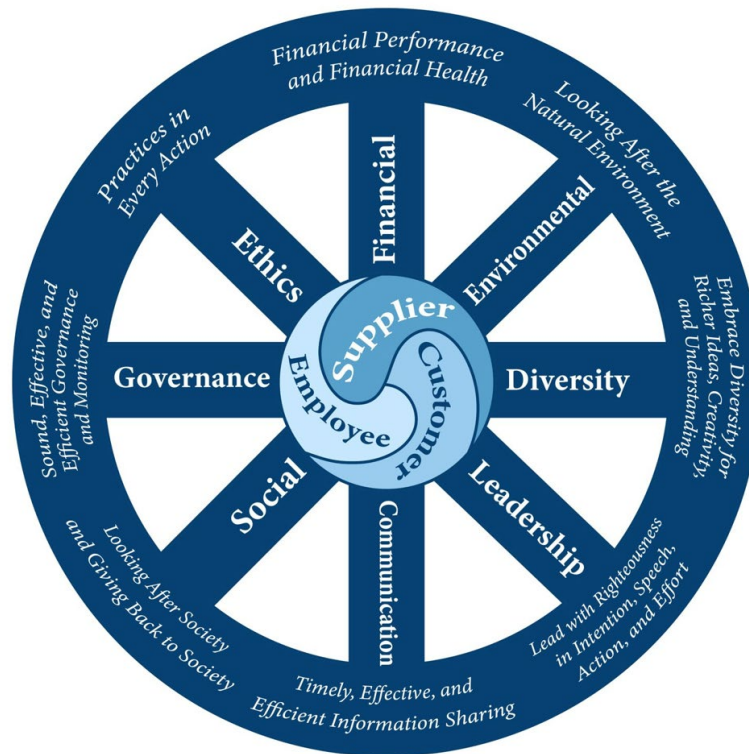 Financial Performance
and Financial Health
Looking After the
Natural Environment
Embrace Diversity for
Richer Ideas, Creativity,
and Understanding
Lead with Righteousness
in Intention, Speech,
Action, and Effort
Timely, Effective, and
Efficient Information Sharing
Looking After Society
and Giving Back to Society
Sound, Effective, and
Efficient Governance
and Monitoring
Practices in
Every Action
Financial
Environmental
Diversity
Leadership
Communication
Social
Governance
Ethics
Supplier
Customer
Employee